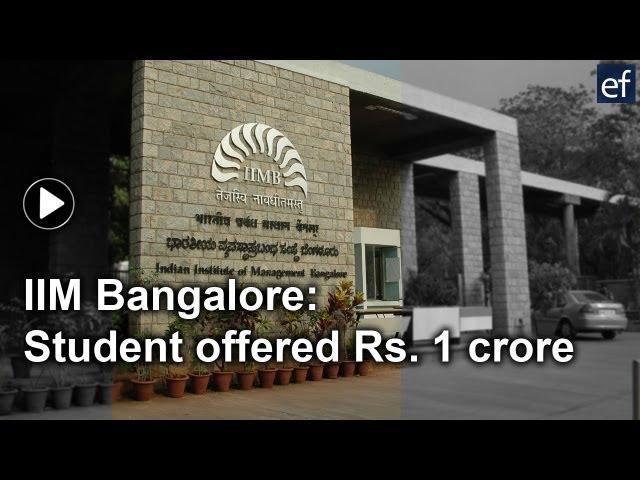 ef
IIMB
तेजस्वि नावधीतमस्तु
भारतीय प्रबंध संस्थान बेंगलूर
ಭಾರತೀಯ ವ್ಯವಸ್ಥಾಪ್ರಬಂಧ ಸಂಸ್ಥೆ ಬೆಂಗಳೂರು
Indian Institute of Management Bangalore
IIM Bangalore:
Student offered Rs. 1 crore